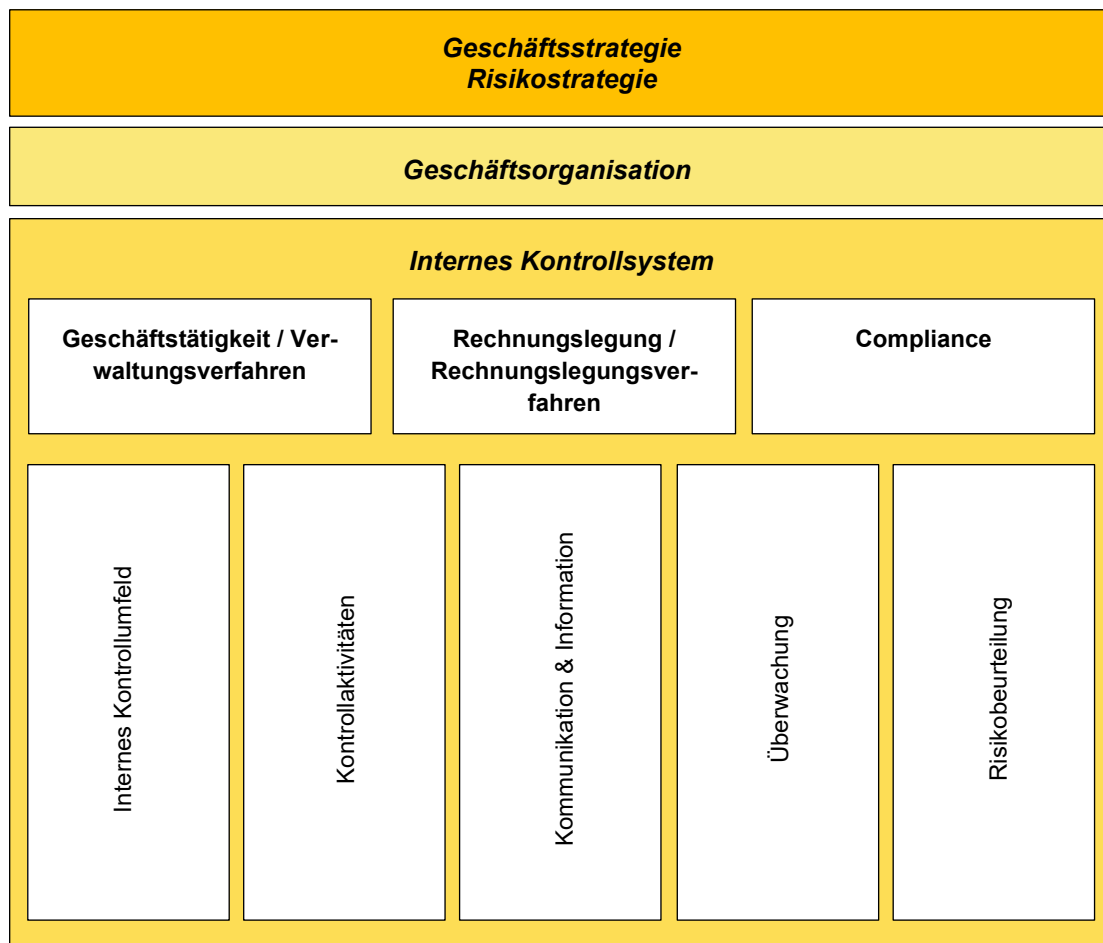 Geschäftsstrategie
Risikostrategie
Geschäftsorganisation
Internes Kontrollsystem
Geschäftstätigkeit / Ver-
waltungsverfahren
Rechnungslegung /
Rechnungslegungsver-
fahren
Compliance
Internes Kontrollumfeld
Kontrollaktivitäten
Kommunikation & Information
Überwachung
Risikobeurteilung